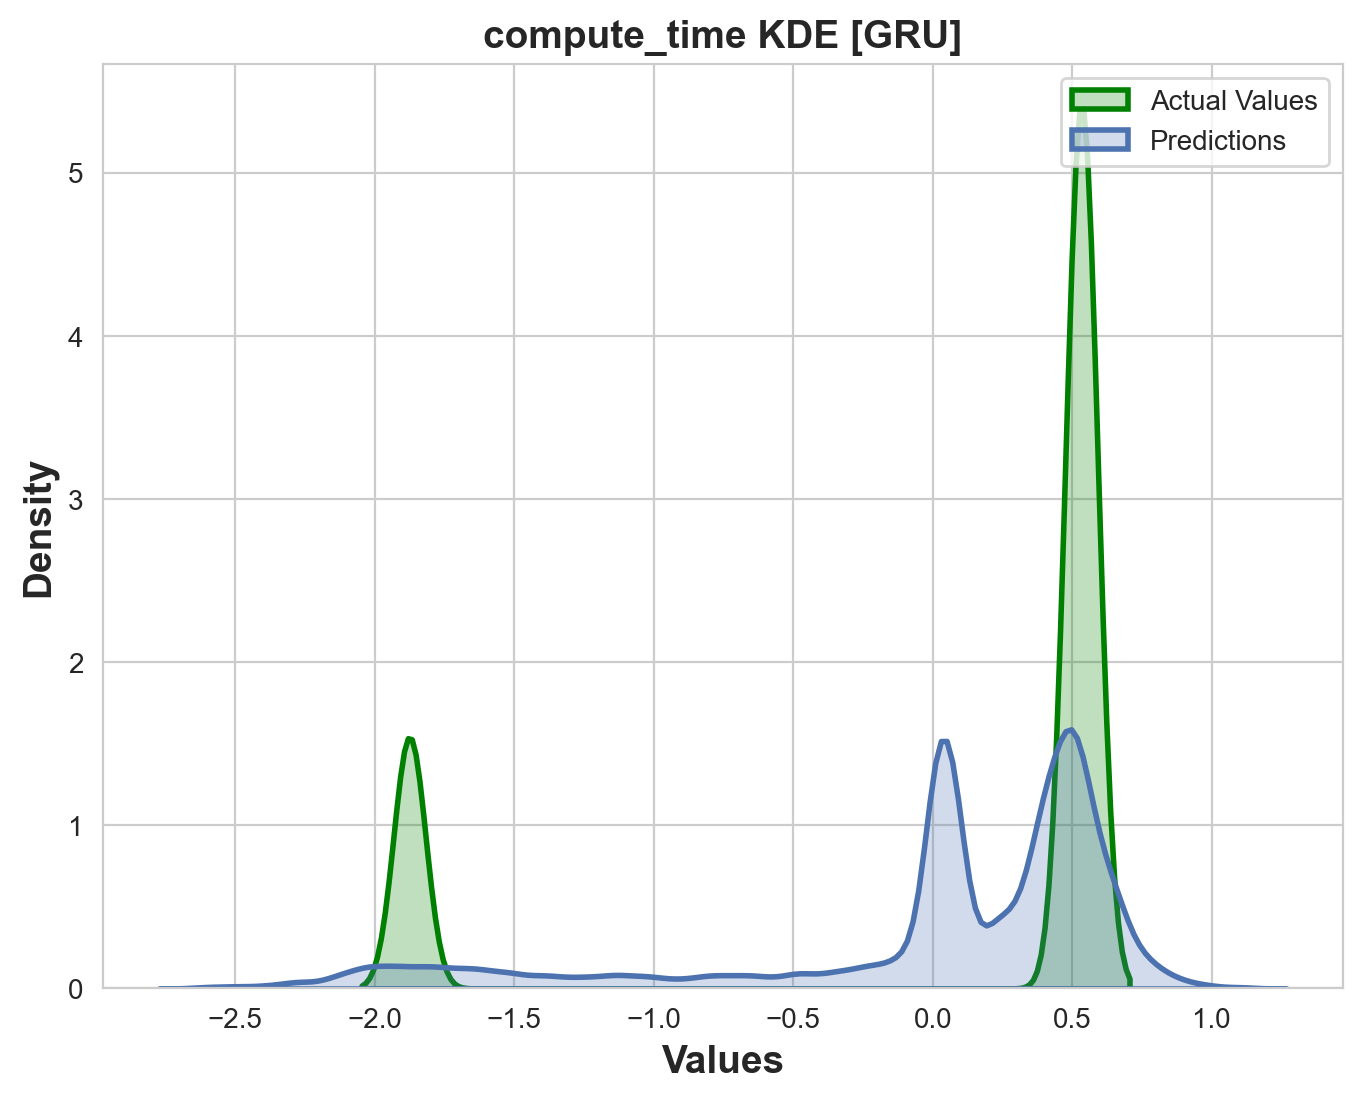 compute_time KDE [GRU]
Actual Values
Predictions
5
4
3
2
1
0
Density
−2.5 −2.0 −1.5 −1.0 −0.5 0.0 0.5 1.0
Values